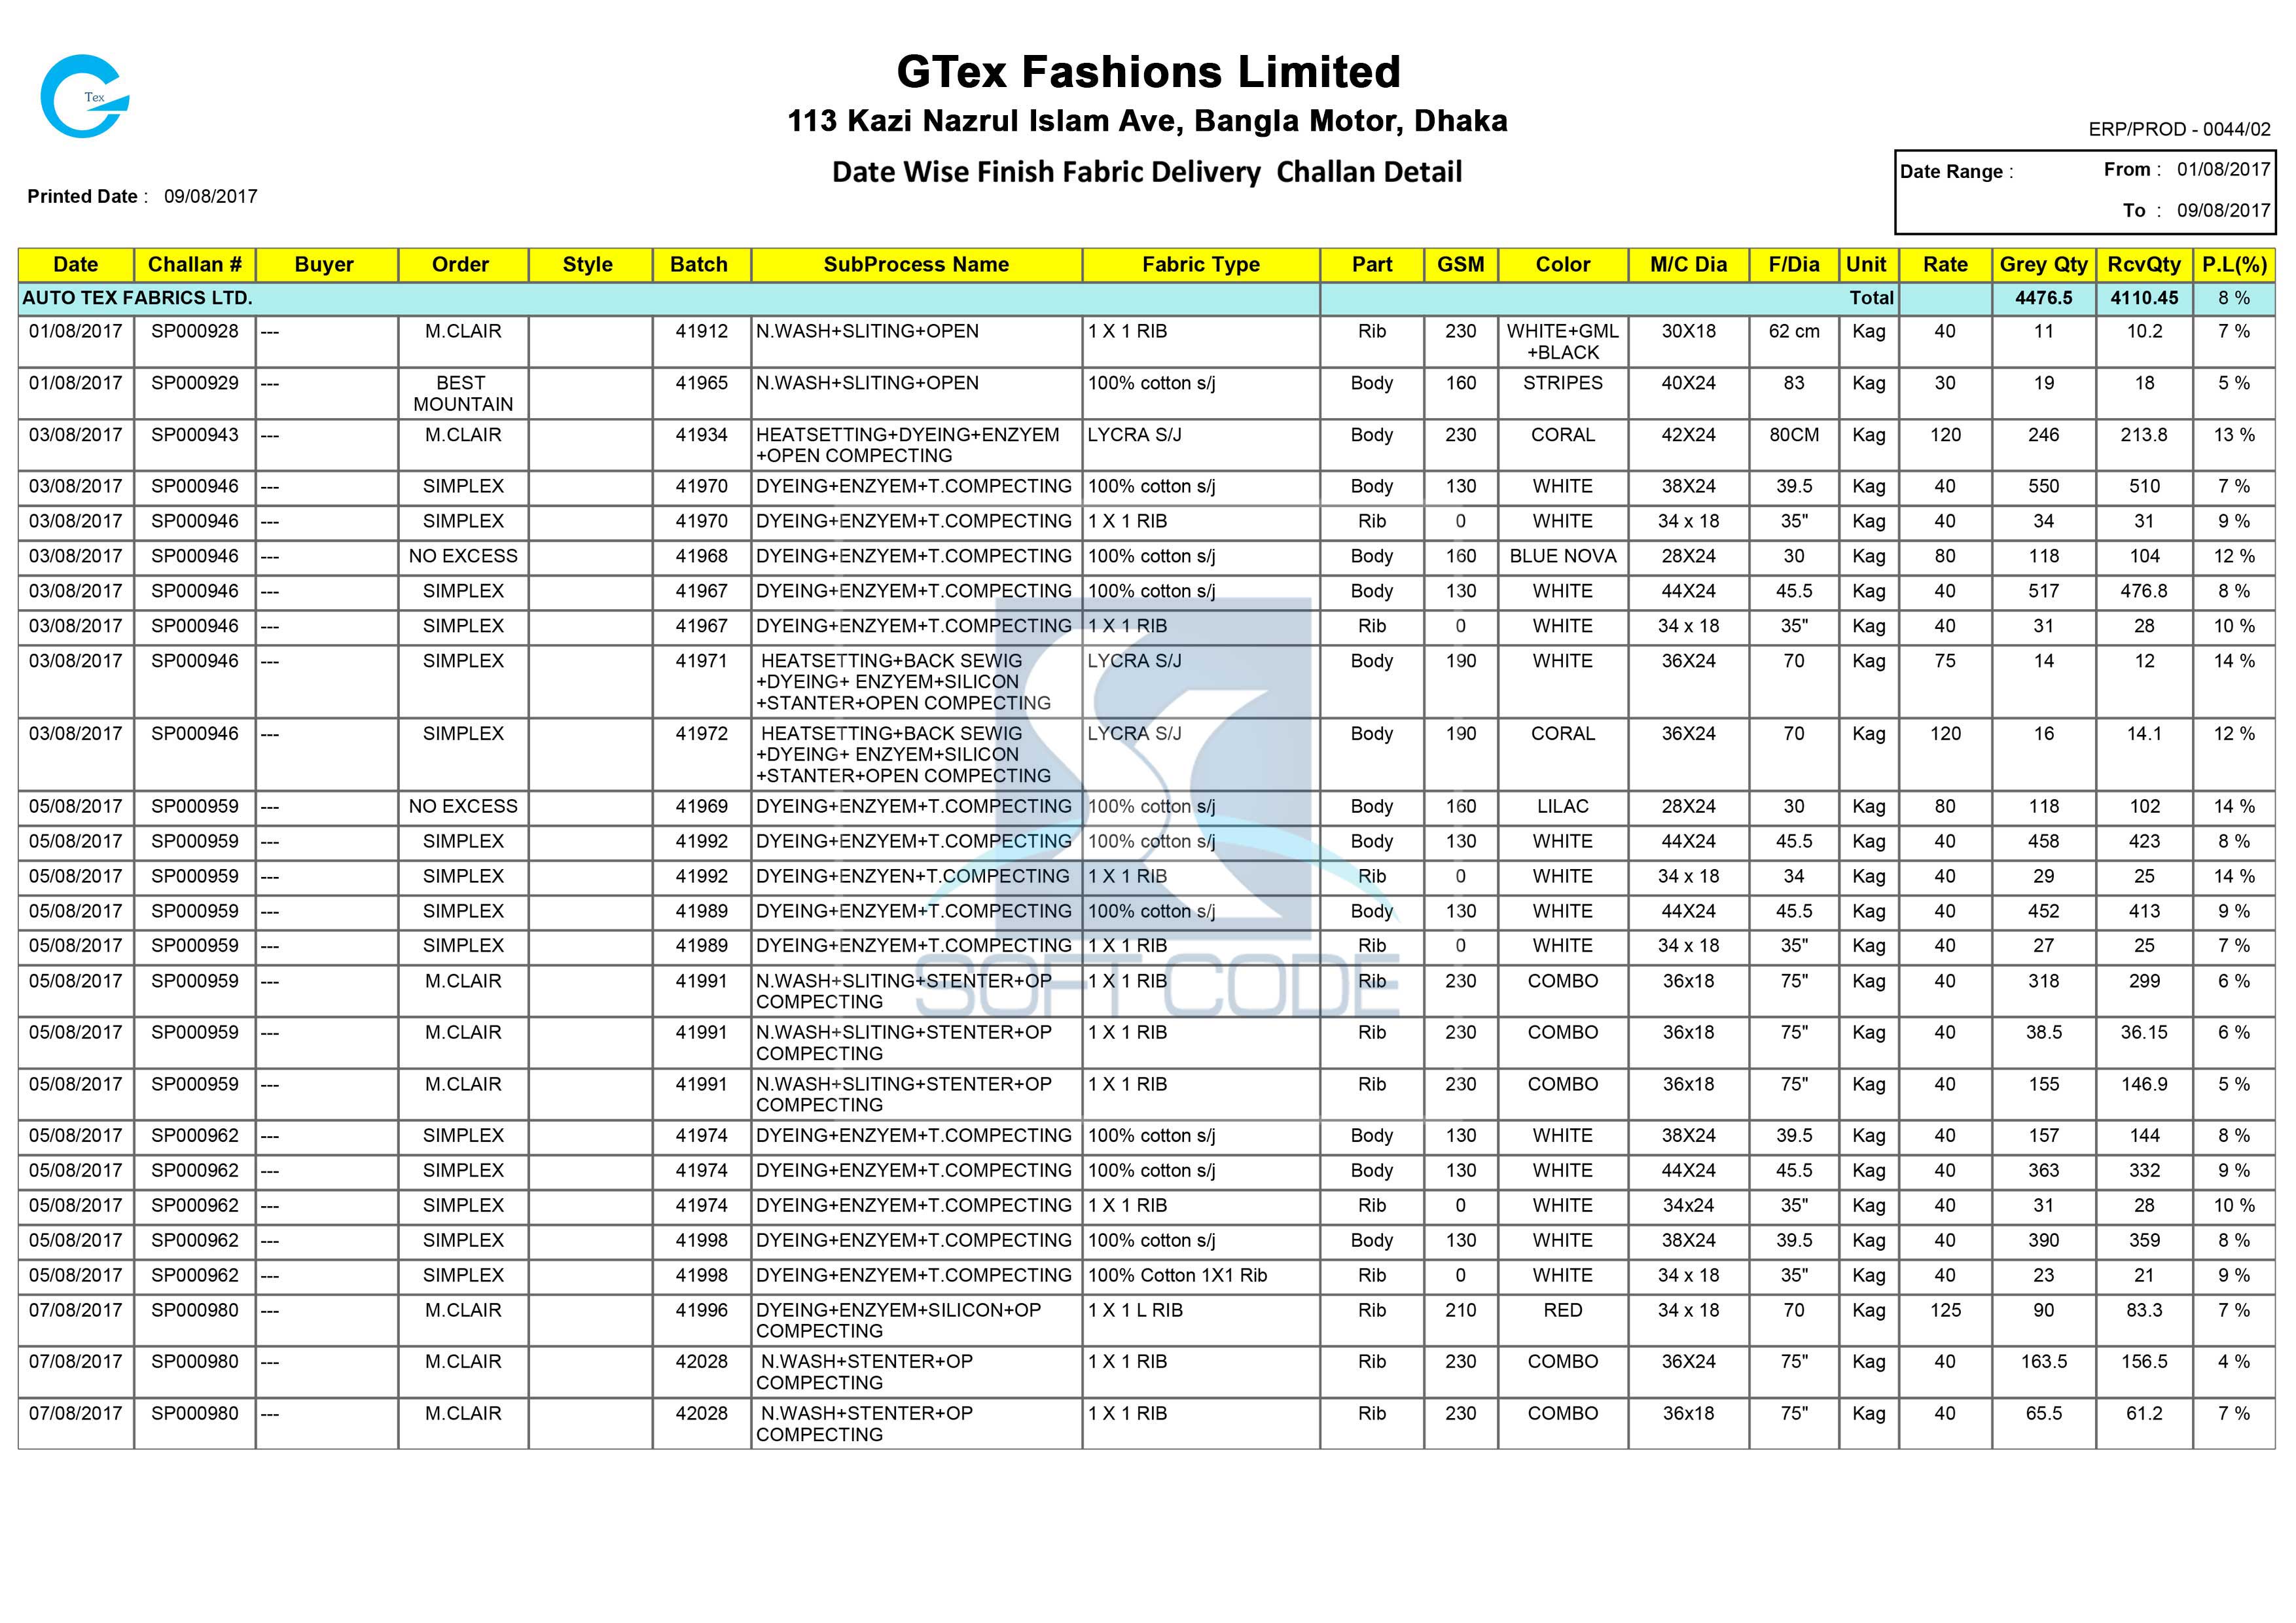 Tex
GTex Fashions Limited
113 Kazi Nazrul Islam Ave, Bangla Motor, Dhaka
ERP/PROD - 0044/02
Date Wise Finish Fabric Delivery Challan Detail
Date Range : From : 01/08/2017
Printed Date : 09/08/2017
To : 09/08/2017
Date Challan # Buyer Order Style Batch SubProcess Name Fabric Type Part GSM Color M/C Dia F/Dia Unit Rate Grey Qty RcvQty P.L(%)
AUTO TEX FABRICS LTD. Total 4476.5 4110.45 8 %
01/08/2017 SP000928 --- M.CLAIR 41912 N.WASH+SLITING+OPEN 1 X 1 RIB Rib 230 WHITE+GML 30X18 62 cm Kag 40 11 10.2 7 %
+BLACK
01/08/2017 SP000929 --- BEST 41965 N.WASH+SLITING+OPEN 100% cotton s/j Body 160 STRIPES 40X24 83 Kag 30 19 18 5 %
MOUNTAIN
03/08/2017 SP000943 --- M.CLAIR 41934 HEATSETTING+DYEING+ENZYEM LYCRA S/J Body 230 CORAL 42X24 80CM Kag 120 246 213.8 13 %
+OPEN COMPECTING
03/08/2017 SP000946 --- SIMPLEX 41970 DYEING+ENZYEM+T.COMPECTING 100% cotton s/j Body 130 WHITE 38X24 39.5 Kag 40 550 510 7 %
03/08/2017 SP000946 --- SIMPLEX 41970 DYEING+ENZYEM+T.COMPECTING 1 X 1 RIB Rib 0 WHITE 34 x 18 35" Kag 40 34 31 9 %
03/08/2017 SP000946 --- NO EXCESS 41968 DYEING+ENZYEM+T.COMPECTING 100% cotton s/j Body 160 BLUE NOVA 28X24 30 Kag 80 118 104 12 %
03/08/2017 SP000946 --- SIMPLEX 41967 DYEING+ENZYEM+T.COMPECTING 100% cotton s/j Body 130 WHITE 44X24 45.5 Kag 40 517 476.8 8 %
03/08/2017 SP000946 --- SIMPLEX 41967 DYEING+ENZYEM+T.COMPECTING 1 X 1 RIB Rib 0 WHITE 34 x 18 35" Kag 40 31 28 10 %
03/08/2017 SP000946 --- SIMPLEX 41971 HEATSETTING+BACK SEWIG LYCRA S/J Body 190 WHITE 36X24 70 Kag 75 14 12 14 %
+DYEING+ ENZYEM+SILICON
+STANTER+OPEN COMPECTING
03/08/2017 SP000946 --- SIMPLEX 41972 HEATSETTING+BACK SEWIG LYCRA S/J Body 190 CORAL 36X24 70 Kag 120 16 14.1 12 %
+DYEING+ ENZYEM+SILICON
+STANTER+OPEN COMPECTING
05/08/2017 SP000959 --- NO EXCESS 41969 DYEING+ENZYEM+T.COMPECTING 100% cotton s/j Body 160 LILAC 28X24 30 Kag 80 118 102 14 %
05/08/2017 SP000959 --- SIMPLEX 41992 DYEING+ENZYEM+T.COMPECTING 100% cotton s/j Body 130 WHITE 44X24 45.5 Kag 40 458 423 8 %
05/08/2017 SP000959 --- SIMPLEX 41992 DYEING+ENZYEN+T.COMPECTING 1 X 1 RIB Rib 0 WHITE 34 x 18 34 Kag 40 29 25 14 %
05/08/2017 SP000959 --- SIMPLEX 41989 DYEING+ENZYEM+T.COMPECTING 100% cotton s/j Body 130 WHITE 44X24 45.5 Kag 40 452 413 9 %
05/08/2017 SP000959 --- SIMPLEX 41989 DYEING+ENZYEM+T.COMPECTING 1 X 1 RIB Rib 0 WHITE 34 x 18 35" Kag 40 27 25 7 %
05/08/2017 SP000959 --- M.CLAIR 41991 N.WASH+SLITING+STENTER+OP 1 X 1 RIB Rib 230 COMBO 36x18 75" Kag 40 318 299 6 %
COMPECTING
SOFT CODE
05/08/2017 SP000959 --- M.CLAIR 41991 N.WASH+SLITING+STENTER+OP 1 X 1 RIB Rib 230 COMBO 36x18 75" Kag 40 38.5 36.15 6 %
COMPECTING
05/08/2017 SP000959 --- M.CLAIR 41991 N.WASH+SLITING+STENTER+OP 1 X 1 RIB Rib 230 COMBO 36x18 75" Kag 40 155 146.9 5 %
COMPECTING
05/08/2017 SP000962 --- SIMPLEX 41974 DYEING+ENZYEM+T.COMPECTING 100% cotton s/j Body 130 WHITE 38X24 39.5 Kag 40 157 144 8 %
05/08/2017 SP000962 --- SIMPLEX 41974 DYEING+ENZYEM+T.COMPECTING 100% cotton s/j Body 130 WHITE 44X24 45.5 Kag 40 363 332 9 %
05/08/2017 SP000962 --- SIMPLEX 41974 DYEING+ENZYEM+T.COMPECTING 1 X 1 RIB Rib 0 WHITE 34x24 35" Kag 40 31 28 10 %
05/08/2017 SP000962 --- SIMPLEX 41998 DYEING+ENZYEM+T.COMPECTING 100% cotton s/j Body 130 WHITE 38X24 39.5 Kag 40 390 359 8 %
05/08/2017 SP000962 --- SIMPLEX 41998 DYEING+ENZYEM+T.COMPECTING 100% Cotton 1X1 Rib Rib 0 WHITE 34 x 18 35" Kag 40 23 21 9 %
07/08/2017 SP000980 --- M.CLAIR 41996 DYEING+ENZYEM+SILICON+OP 1 X 1 L RIB Rib 210 RED 34 x 18 70 Kag 125 90 83.3 7 %
COMPECTING
07/08/2017 SP000980 --- M.CLAIR 42028 N.WASH+STENTER+OP 1 X 1 RIB Rib 230 COMBO 36X24 75" Kag 40 163.5 156.5 4 %
COMPECTING
07/08/2017 SP000980 --- M.CLAIR 42028 N.WASH+STENTER+OP 1 X 1 RIB Rib 230 COMBO 36x18 75" Kag 40 65.5 61.2 7 %
COMPECTING